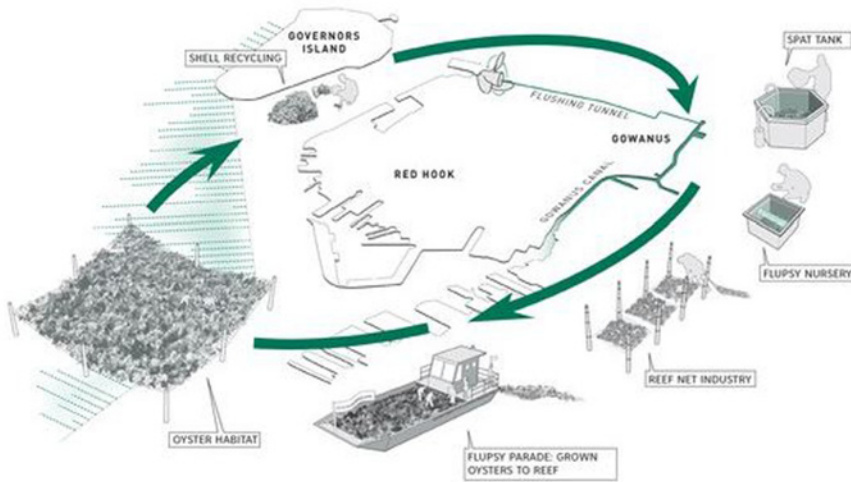 GOVERNORS
ISLAND
SHELL RECYCLING
SPAT TANK
FLUSHING TUNNEL
GOWANUS
RED HOOK
GOWANUS CANAL
FLUPSY NURSERY
REEF NET INDUSTRY
OYSTER HABITAT
FLUPSY PARADE: GROWN
OYSTERS TO REEF